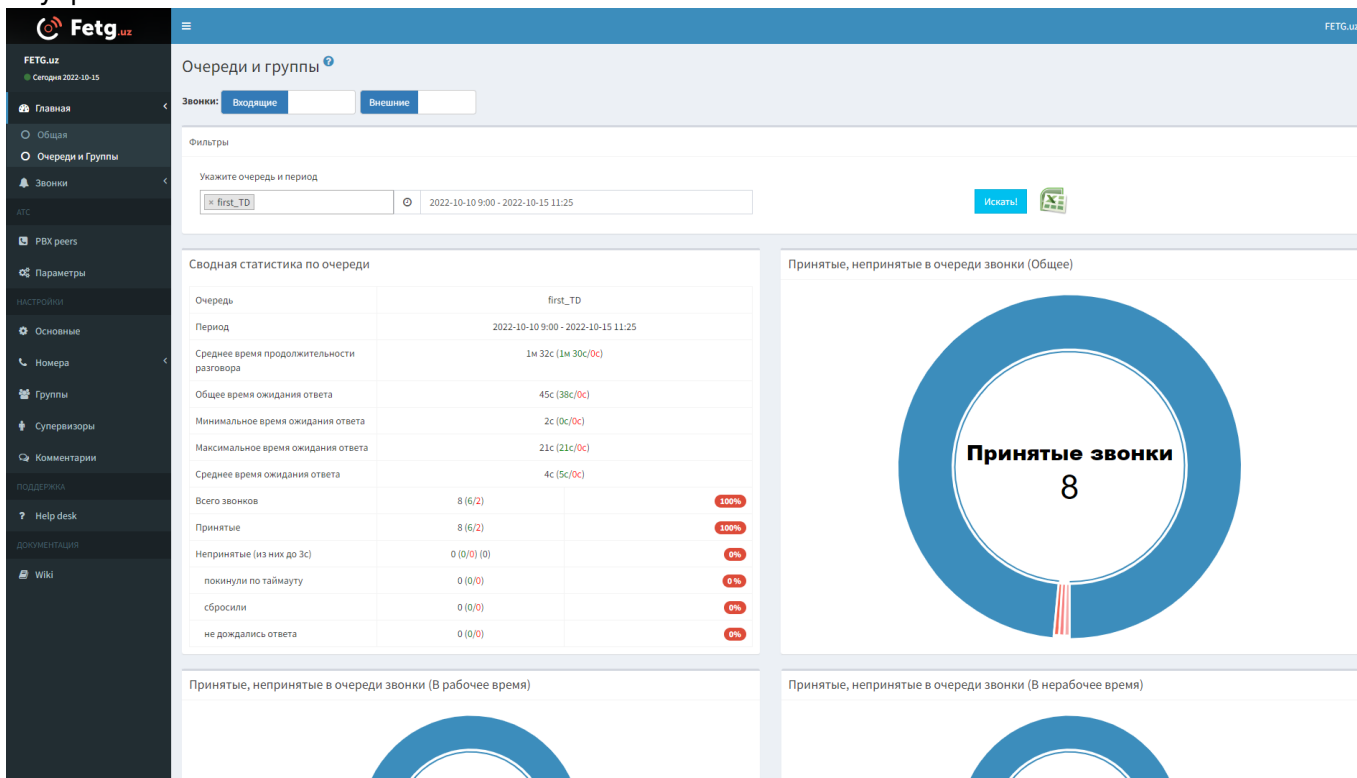 Fetg.uz
FETG.uz
FETG.uz
Сегодня 2022-10-15
Главная
Общая
Очереди и Группы
Звонки
АТС
PBX peers
Параметры
НАСТРОЙКИ
Основные
Номера
Группы
Супервизоры
Комментарии
ПОДДЕРЖКА
Help desk
ДОКУМЕНТАЦИЯ
Wiki
Очереди и группы
Звонки: Входящие Внешние
Фильтры
Укажите очередь и период
× first_TD 2022-10-10 9:00 - 2022-10-15 11:25 Искать!
Сводная статистика по очереди
Очередь first_TD
Период 2022-10-10 9:00 - 2022-10-15 11:25
Среднее время продолжительности 1м 32с (1м 30с/0с)
разговора
Общее время ожидания ответа 45с (38с/0с)
Минимальное время ожидания ответа 2с (0с/0с)
Максимальное время ожидания ответа 21с (21с/0с)
Среднее время ожидания ответа 4с (5с/0с)
Всего звонков 8 (6/2) 100%
Принятые 8 (6/2) 100%
Непринятые (из них до 3с) 0 (0/0) (0) 0%
покинули по таймауту 0 (0/0) 0 %
сбросили 0 (0/0) 0%
не дождались ответа 0 (0/0) 0%
Принятые, непринятые в очереди звонки (Общее)
Принятые звонки
8
Принятые, непринятые в очереди звонки (В рабочее время)
Принятые, непринятые в очереди звонки (В нерабочее время)